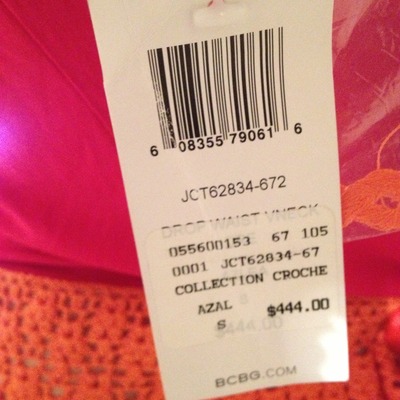 6 08355 79061 6
JCT62834-672
DROP WAIST VNECK
055600153 67 105
0001 JCT62834-67
COLLECTION CROCHE
AZAL
S $444.00
$444.00
BCBG.COM